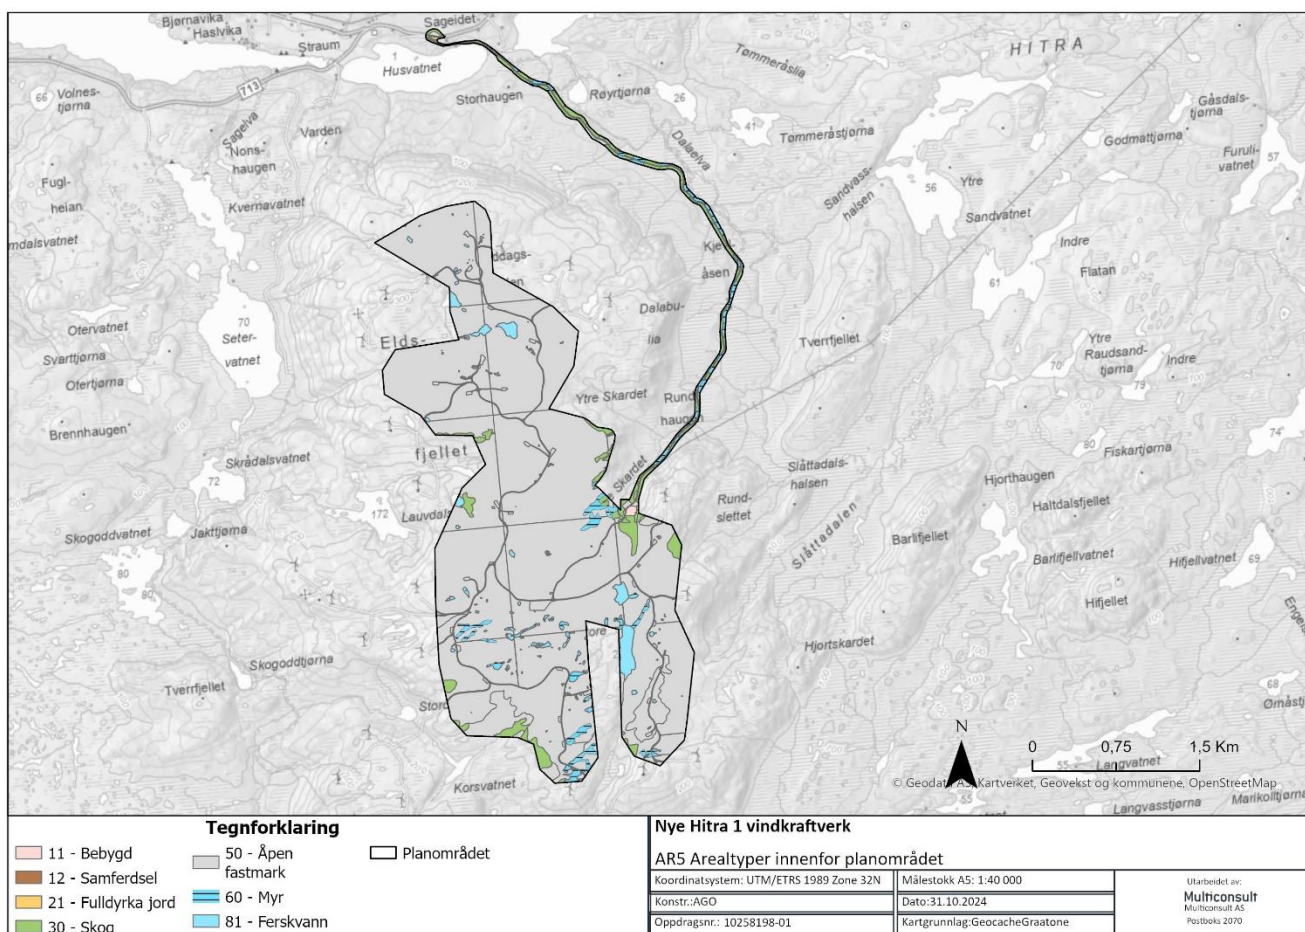 Bjørnavika
Haslvika
Straum
Sageidet
1
Husvatnet
713
66
Volnes-
tjørna
Sagelva
Varden
Nons-
haugen
Storhaugen
Røyrtjørna
26
Tømmeråslia
HITRA
41
Tømmeråstjørna
Dalaelva
Gåsdals-
tjørna
Godmattjørna
Furuli-
vatnet
57
Fugl-
heian
Kvernavatnet
Sandvass-
halsen
56
Ytre
Sandvatnet
Indre
Flatan
61
åsen
Dalabu-
lia
Tverrfjellet
70
Seter-
vatnet
Otervatnet
Svarttjørna
Otertjørna
Brennhaugen
Elds-
fjellet
Ytre Skardet
haugen
Skardet
Ytre
Raudsand-
tjørna
Indre
70
79
80
Fiskartjørna
74
Skrådalsvatnet
72
172
Jakttjørna
Skogoddvatnet
80
80
Rund-
slettet
Slåttadals-
halsen
Slåttadalen
Hjorthaugen
Haltdalsfjellet
Barlifjellet
Barlifjellvatnet
Hifjellvatnet
69
Hifjellet
Hjortskardet
Skogoddtjørna
Tverrfjellet
Korsvatnet
68
Langvatnet
55
Langvasstjørna
Marikolltjørna
N
0 0,75 1,5 Km
© Geodata AS, Kartverket, Geovekst og kommunene, OpenStreetMap
Tegnforklaring
11 - Bebygd
12 - Samferdsel
21 - Fulldyrka jord
30 - Skog
50 - Åpen
fastmark
60 - Myr
81 - Ferskvann
Planområdet
Nye Hitra 1 vindkraftverk
AR5 Arealtyper innenfor planområdet
Koordinatsystem: UTM/ETRS 1989 Zone 32N
Målestokk A5: 1:40 000
Konstr.:AGO
Dato:31.10.2024
Oppdragsnr.: 10258198-01
Kartgrunnlag:GeocacheGraatone
Utarbeidet av:
Multiconsult
Multiconsult AS
Postboks 2070